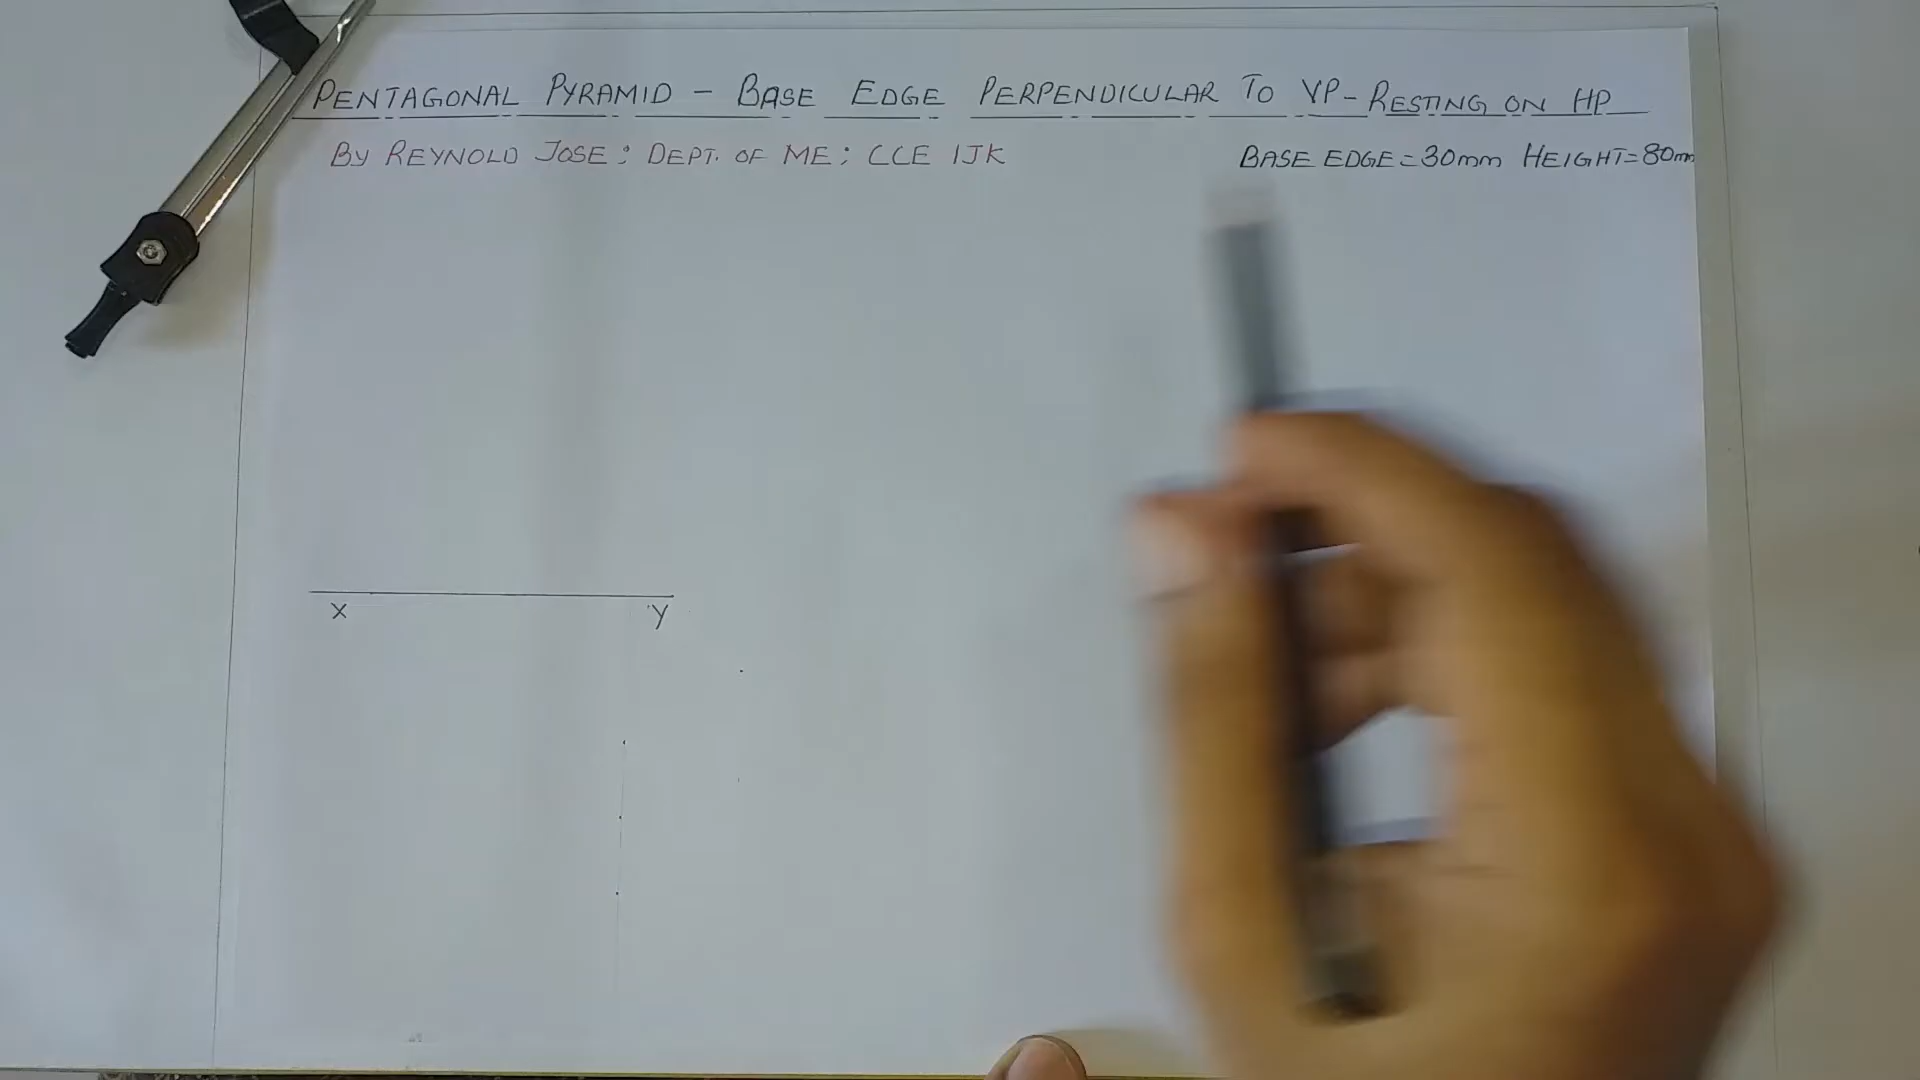 PENTAGONAL PYRAMID - BASE EDGE PERPENDICULAR TO VP - RESTING ON HP
BY REYNOLD JOSE : DEPT. OF ME : CCE IJK
BASE EDGE = 30mm HEIGHT = 80m
X
Y